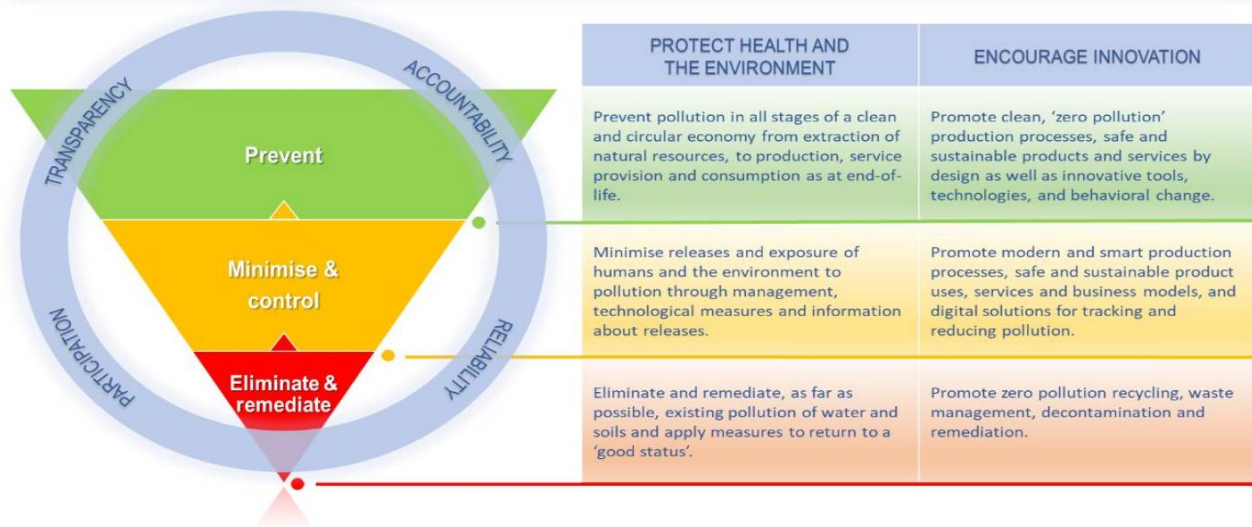 TRANSPARENCY
ACCOUNTABILITY
PARTICIPATION
RELIABILITY
Prevent
Minimise &
control
Eliminate &
remediate
PROTECT HEALTH AND
THE ENVIRONMENT
ENCOURAGE INNOVATION
Prevent pollution in all stages of a clean
and circular economy from extraction of
natural resources, to production, service
provision and consumption as at end-of-
life.
Promote clean, ‘zero pollution’
production processes, safe and
sustainable products and services by
design as well as innovative tools,
technologies, and behavioral change.
Minimise releases and exposure of
humans and the environment to
pollution through management,
technological measures and information
about releases.
Promote modern and smart production
processes, safe and sustainable product
uses, services and business models, and
digital solutions for tracking and
reducing pollution.
Eliminate and remediate, as far as
possible, existing pollution of water and
soils and apply measures to return to a
‘good status’.
Promote zero pollution recycling, waste
management, decontamination and
remediation.